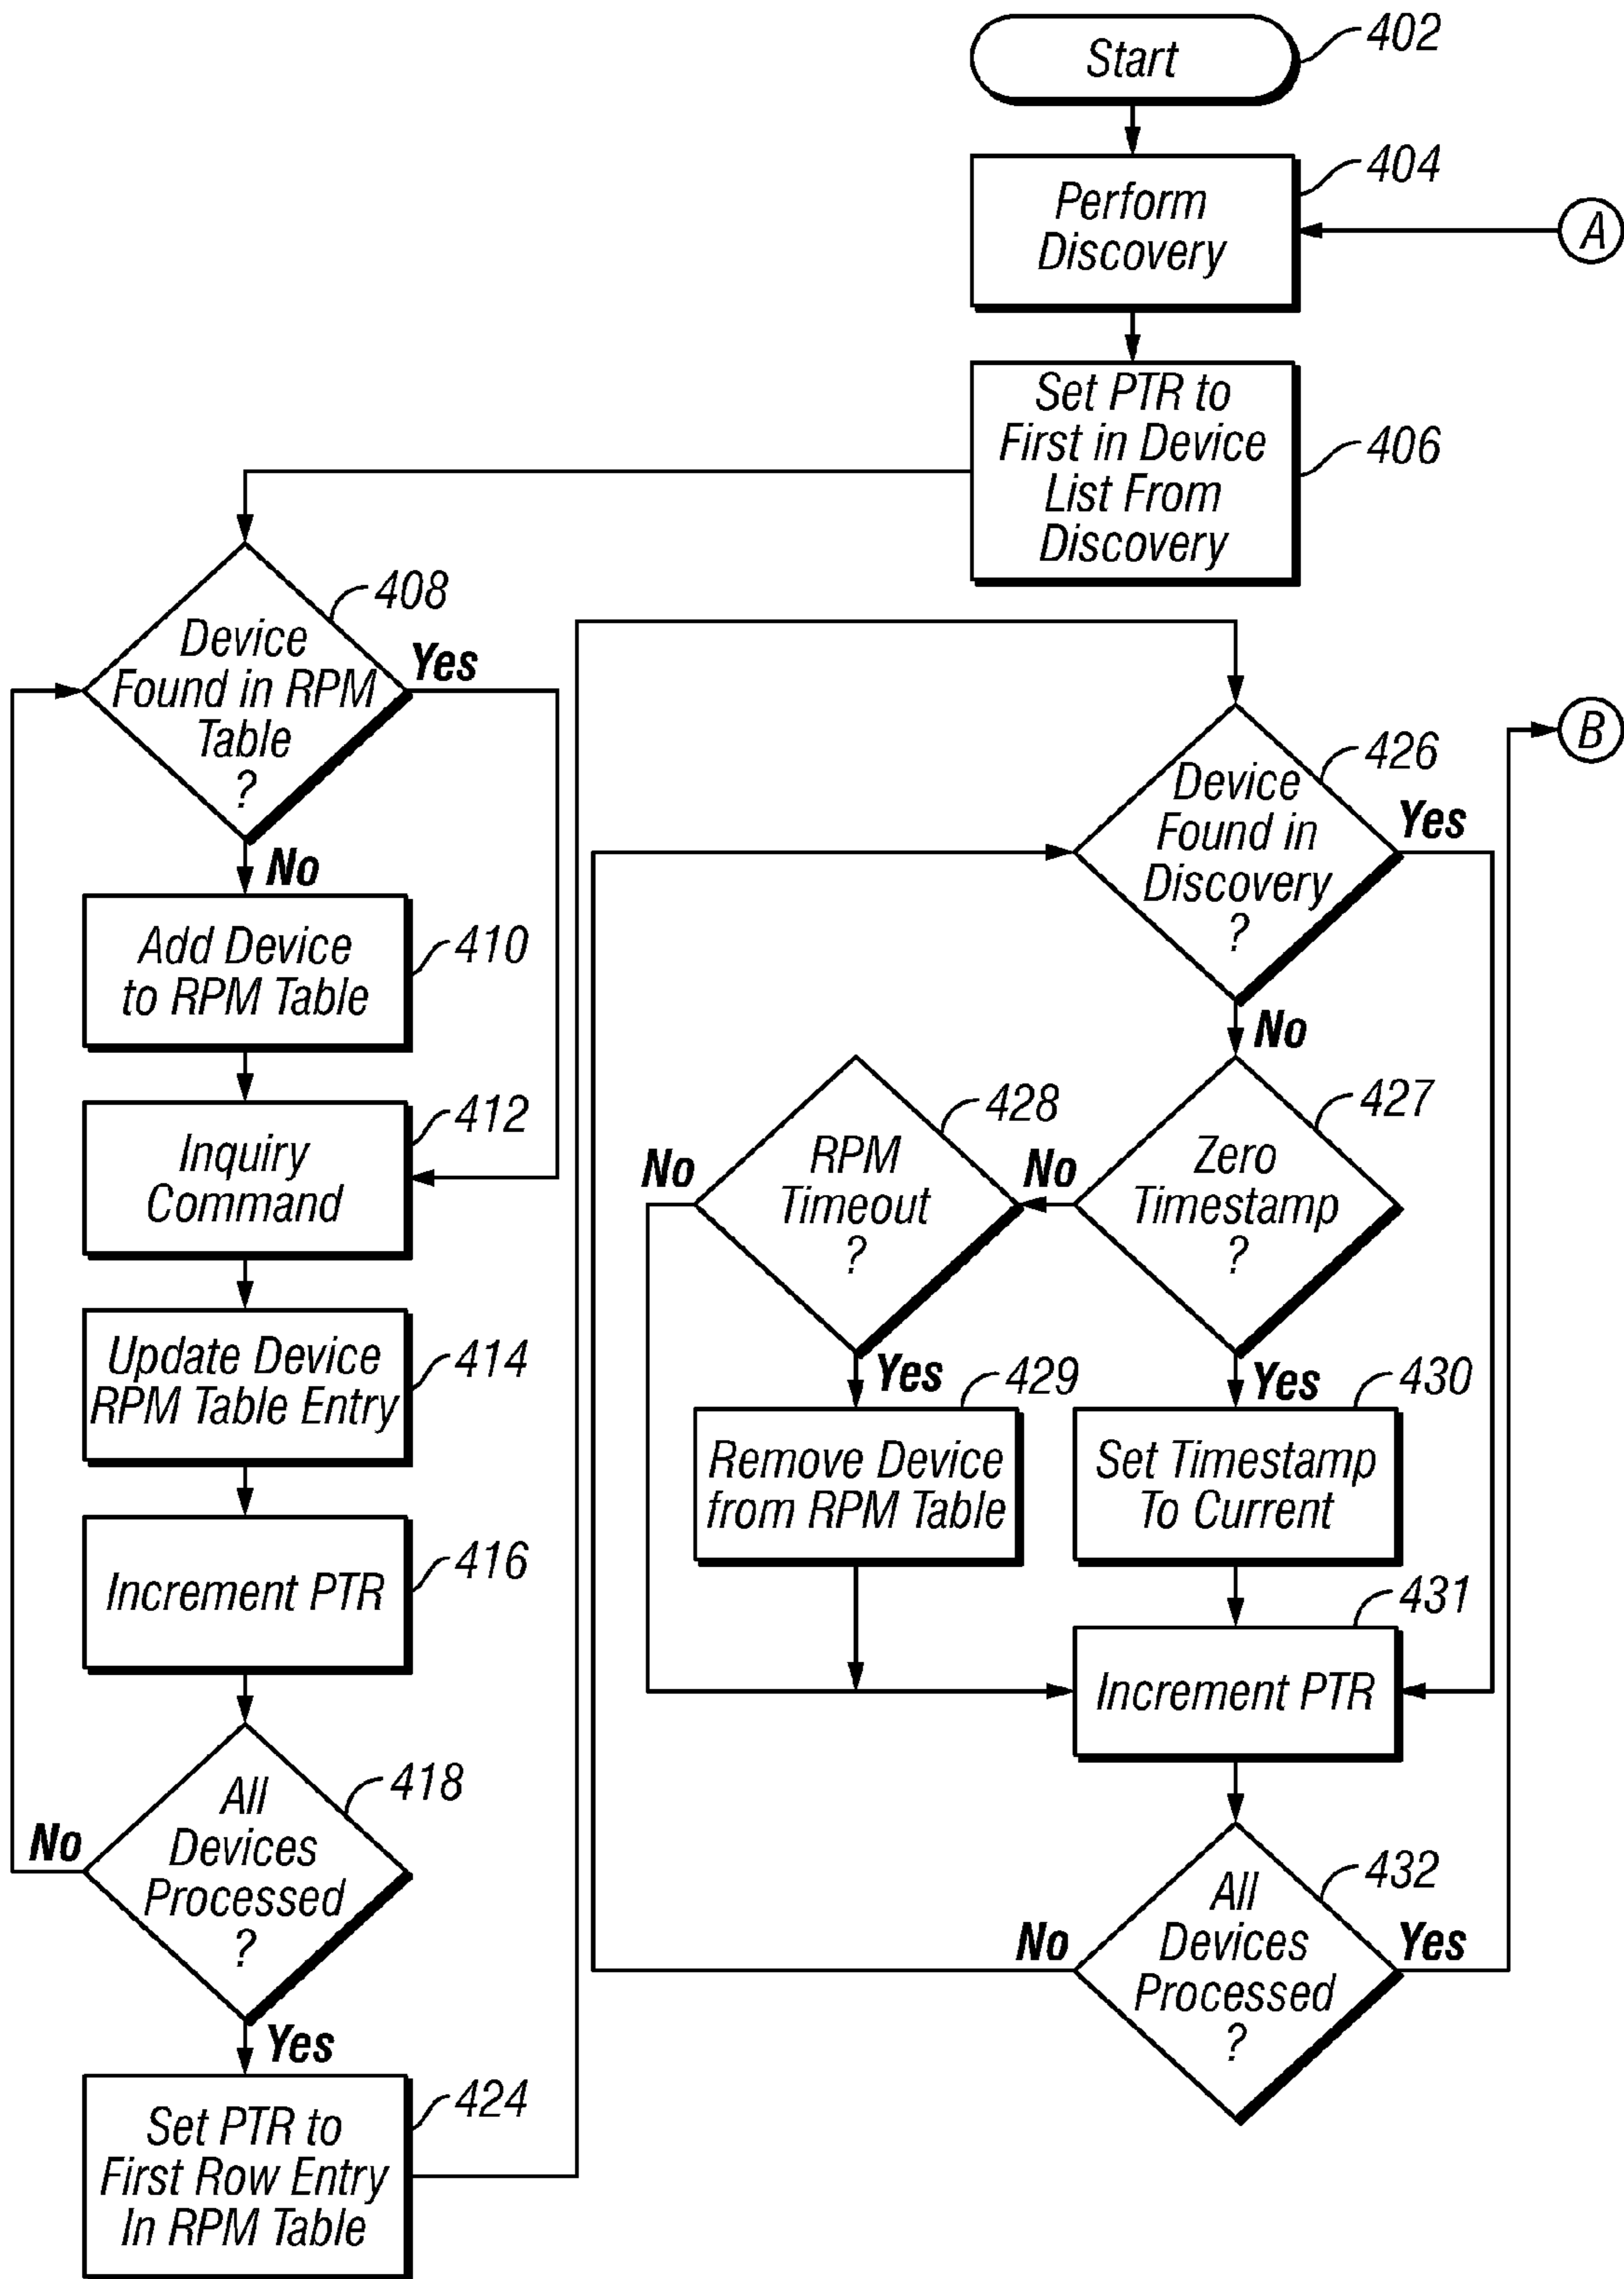 Start
402
Perform
Discovery
404
A
Set PTR to
First in Device
List From
Discovery
406
Device
Found in RPM
Table
?
408
Yes
No
Add Device
to RPM Table
410
Inquiry
Command
412
Update Device
RPM Table Entry
414
Increment PTR
416
All
Devices
Processed
?
418
No
Yes
Set PTR to
First Row Entry
In RPM Table
424
Device
Found in
Discovery
?
426
Yes
No
B
Zero
Timestamp
?
427
No
Yes
RPM
Timeout
?
428
No
Yes
Remove Device
from RPM Table
429
Set Timestamp
To Current
430
Increment PTR
431
All
Devices
Processed
?
432
No
Yes